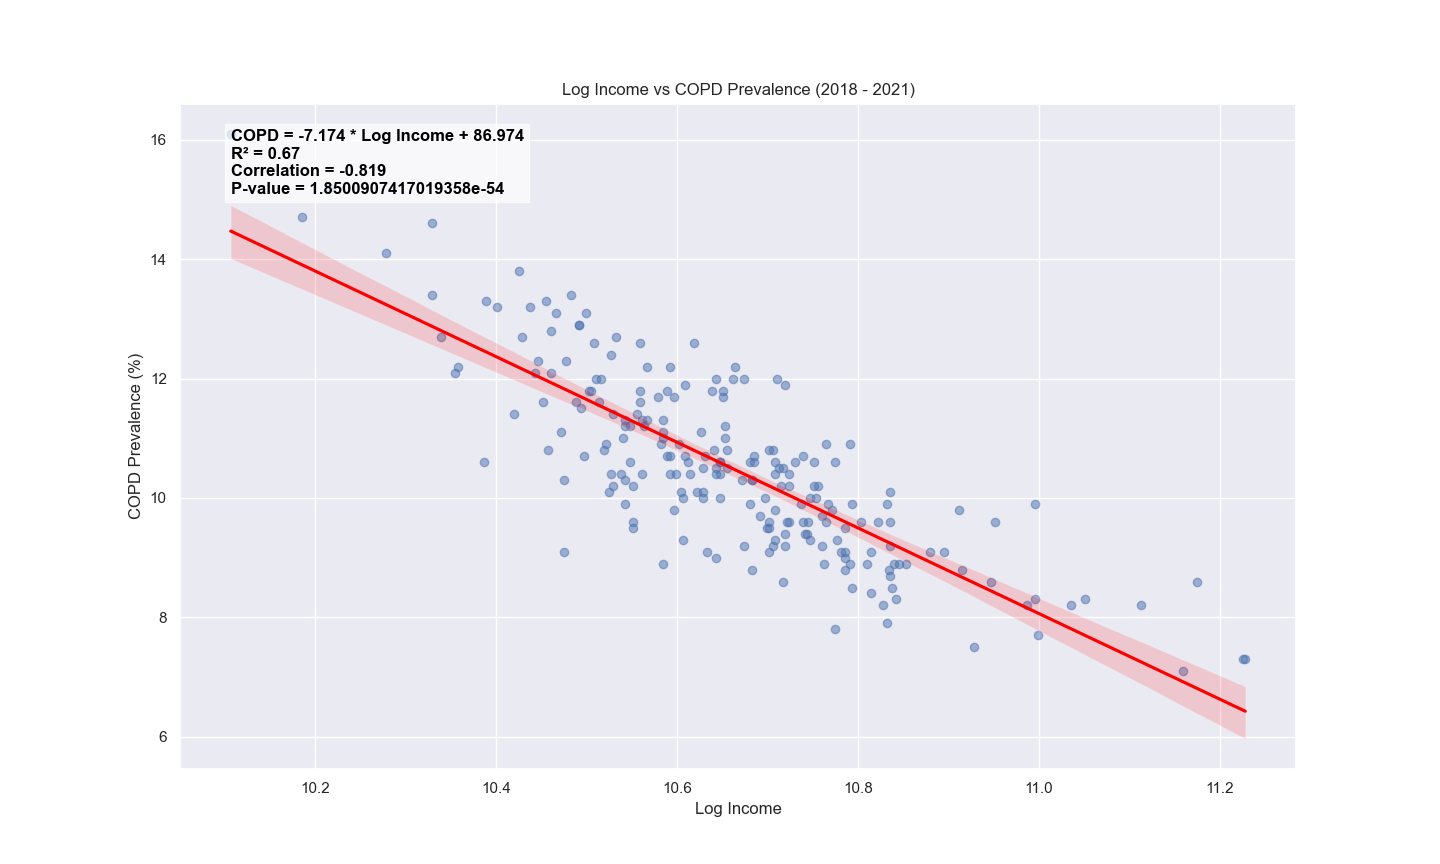 Log Income vs COPD Prevalence (2018 - 2021)
COPD = -7.174 * Log Income + 86.974
R² = 0.67
Correlation = -0.819
P-value = 1.8500907417019358e-54
COPD Prevalence (%)
16
14
12
10
8
6
10.2 10.4 10.6 10.8 11.0 11.2
Log Income